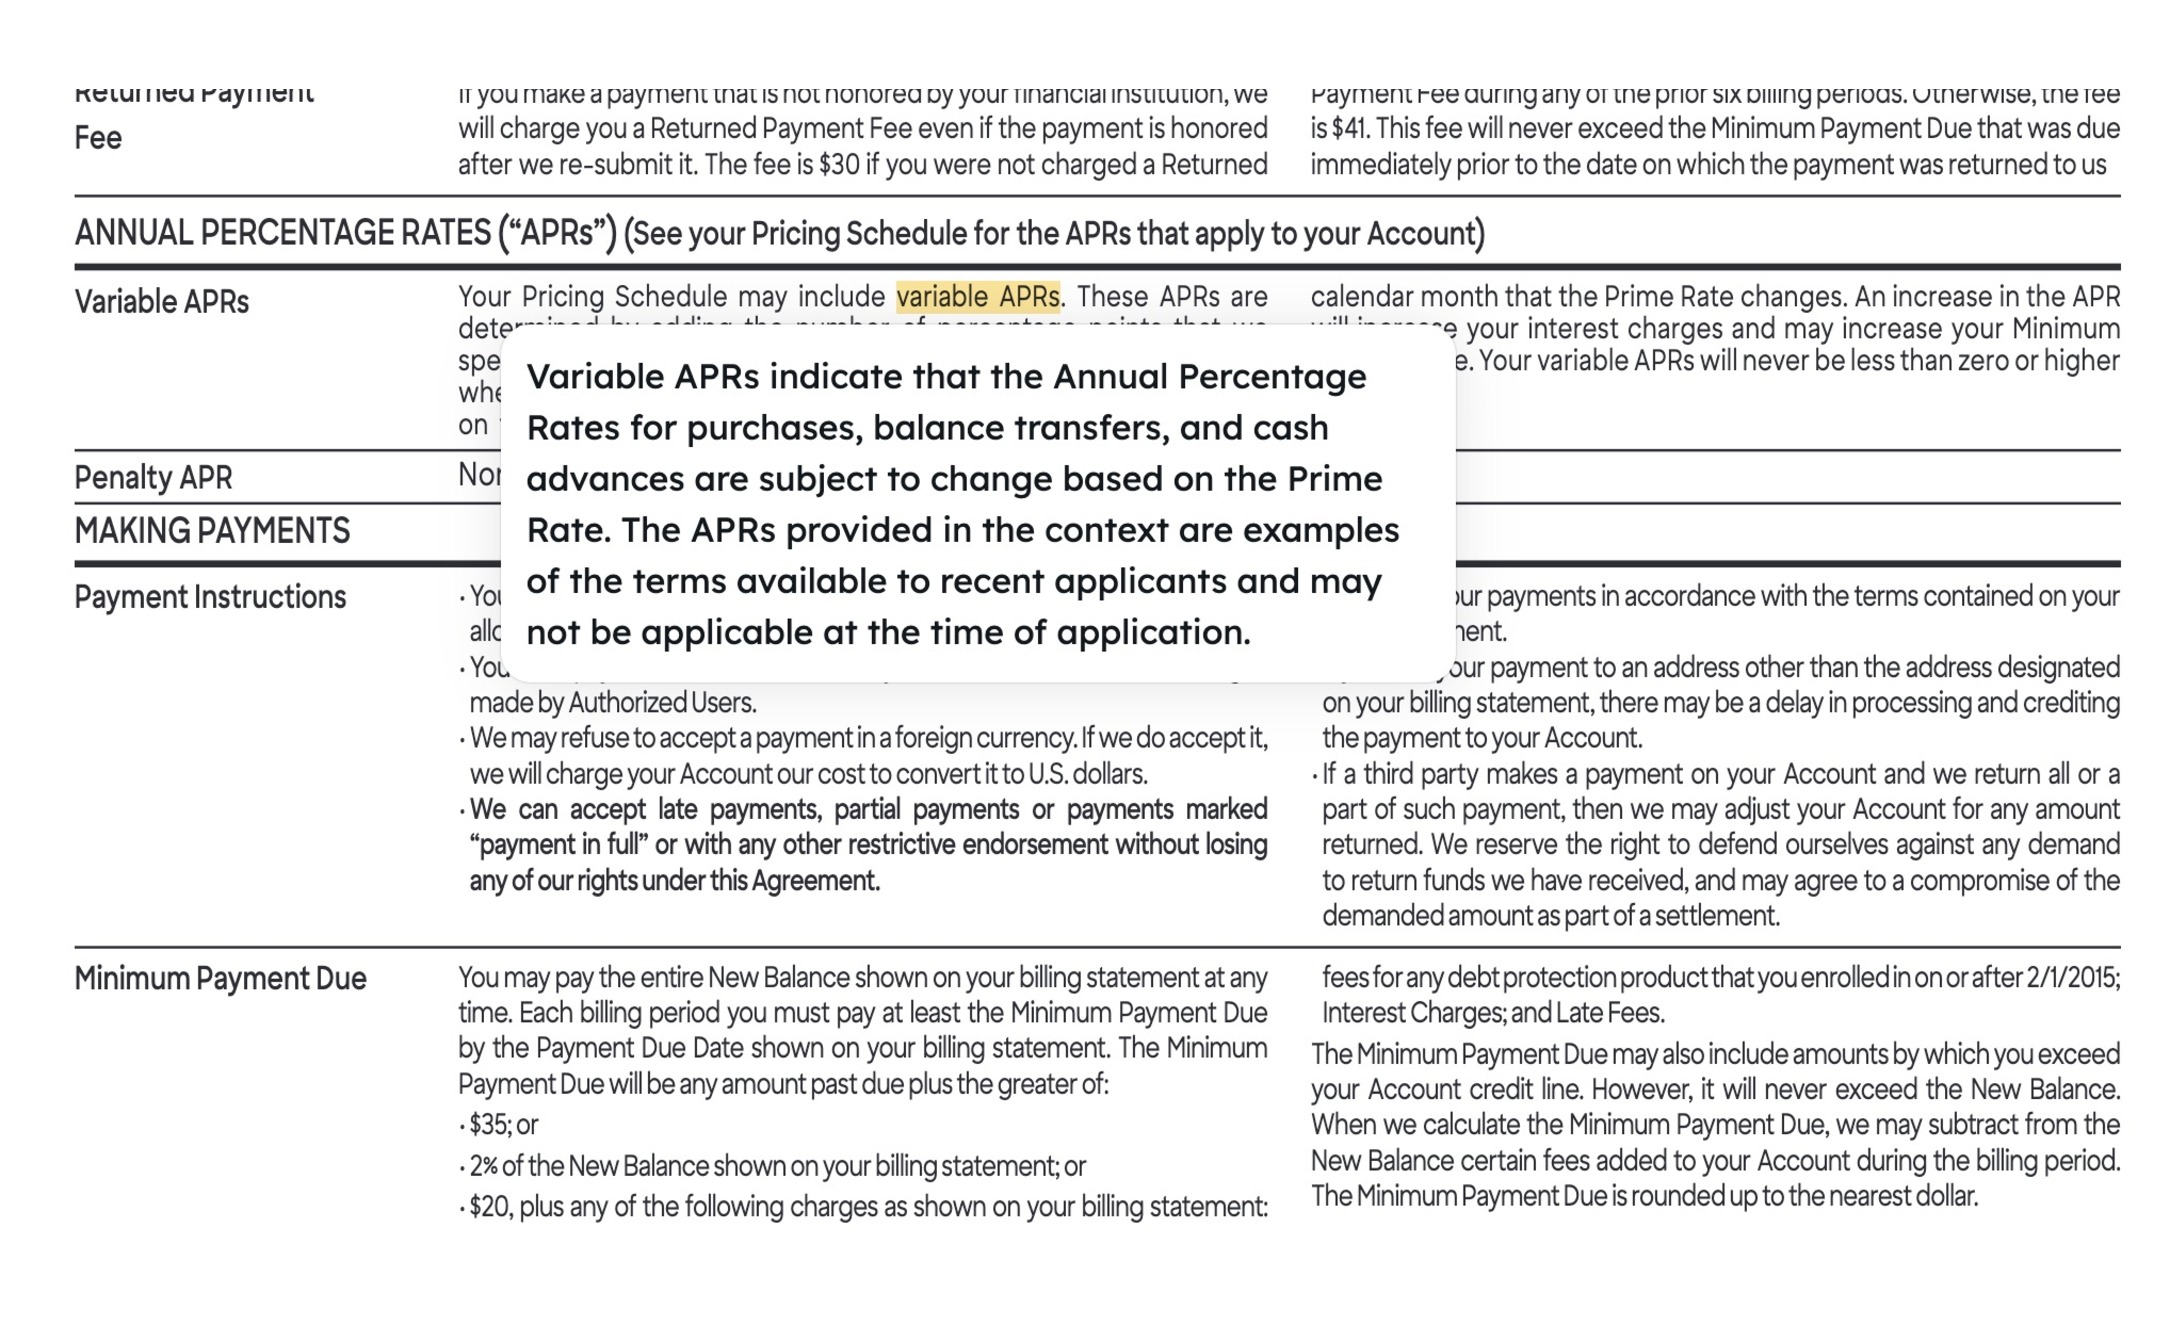 Returned Payment
Fee
If you make a payment that is not honored by your financial institution, we
will charge you a Returned Payment Fee even if the payment is honored
after we re-submit it. The fee is $30 if you were not charged a Returned
Payment Fee during any of the prior six billing periods. Otherwise, the fee
is $41. This fee will never exceed the Minimum Payment Due that was due
immediately prior to the date on which the payment was returned to us
ANNUAL PERCENTAGE RATES (“APRs”) (See your Pricing Schedule for the APRs that apply to your Account)
Variable APRs
Your Pricing Schedule may include variable APRs. These APRs are
determined by adding the number of percentage points that we
on
calendar month that the Prime Rate changes. An increase in the APR
will increase your interest charges and may increase your Minimum
Your variable APRs will never be less than zero or higher
Variable APRs indicate that the Annual Percentage
Rates for purchases, balance transfers, and cash
advances are subject to change based on the Prime
Rate. The APRs provided in the context are examples
of the terms available to recent applicants and may
not be applicable at the time of application.
Penalty APR
MAKING PAYMENTS
Payment Instructions
made by Authorized Users.
· We may refuse to accept a payment in a foreign currency. If we do accept it,
we will charge your Account our cost to convert it to U.S. dollars.
· We can accept late payments, partial payments or payments marked
“payment in full” or with any other restrictive endorsement without losing
any of our rights under this Agreement.
your payments in accordance with the terms contained on your
your payment to an address other than the address designated
on your billing statement, there may be a delay in processing and crediting
the payment to your Account.
· If a third party makes a payment on your Account and we return all or a
part of such payment, then we may adjust your Account for any amount
returned. We reserve the right to defend ourselves against any demand
to return funds we have received, and may agree to a compromise of the
demanded amount as part of a settlement.
Minimum Payment Due
You may pay the entire New Balance shown on your billing statement at any
time. Each billing period you must pay at least the Minimum Payment Due
by the Payment Due Date shown on your billing statement. The Minimum
Payment Due will be any amount past due plus the greater of:
· $35; or
· 2% of the New Balance shown on your billing statement; or
· $20, plus any of the following charges as shown on your billing statement:
fees for any debt protection product that you enrolled in on or after 2/1/2015;
Interest Charges; and Late Fees.
The Minimum Payment Due may also include amounts by which you exceed
your Account credit line. However, it will never exceed the New Balance.
When we calculate the Minimum Payment Due, we may subtract from the
New Balance certain fees added to your Account during the billing period.
The Minimum Payment Due is rounded up to the nearest dollar.